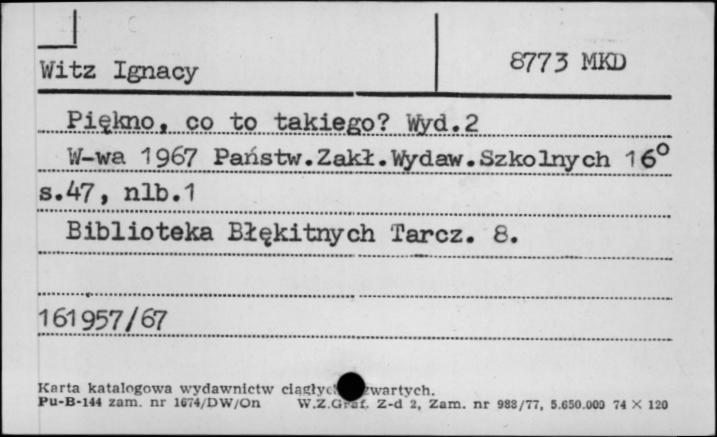 8773 MKD
Witz Ignacy
Piękno, co to takiego? Wyd.2
W-wa 1967 Państw.Zakł.Wydaw.Szkolnych 16°
s.47, nlb.1
Biblioteka Błękitnych Tarcz. 8.
161957/67
Karta katalogowa wydawnictw zwartych.
Pu-B-144 zam. nr 1674/DW/On W.Z.Graf. Z-d 2, Zam. nr 988/77, 5.650.000 74 × 120